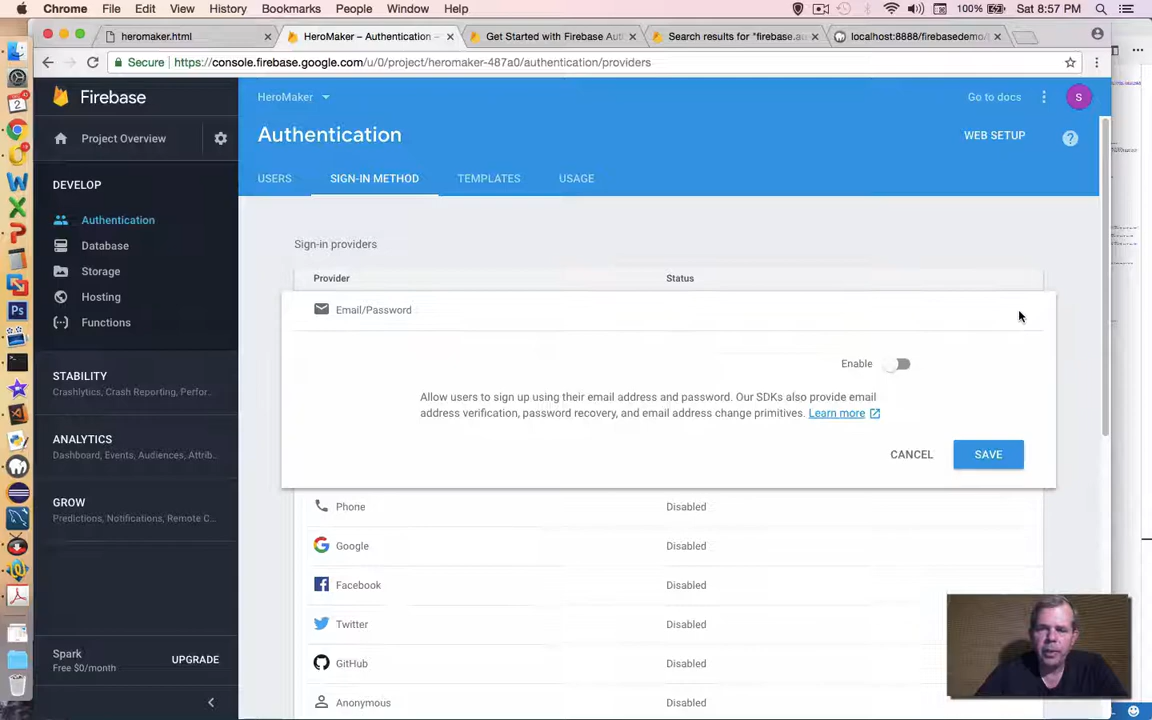 Chrome File Edit View History Bookmarks People Window Help
100% Sat 8:57 PM
heromaker.html
HeroMaker – Authentication –
Get Started with Firebase Auth
Search results for "firebase.au
localhost:8888/firebasedemo/
Secure https://console.firebase.google.com/u/0/project/heromaker-487a0/authentication/providers
Firebase
HeroMaker
Go to docs
S
Project Overview
Authentication
WEB SETUP
?
DEVELOP
USERS
SIGN-IN METHOD
TEMPLATES
USAGE
Authentication
Database
Storage
Hosting
Functions
STABILITY
Crashlytics, Crash Reporting, Perfor..
ANALYTICS
Dashboard, Events, Audiences, Attrib..
GROW
Predictions, Notifications, Remote C...
Spark
Free $0/month
UPGRADE
Sign-in providers
Provider Status
Email/Password
Enable
Allow users to sign up using their email address and password. Our SDKs also provide email
address verification, password recovery, and email address change primitives. Learn more
CANCEL
SAVE
Phone Disabled
Google Disabled
Facebook Disabled
Twitter Disabled
GitHub Disabled
Anonymous Disabled